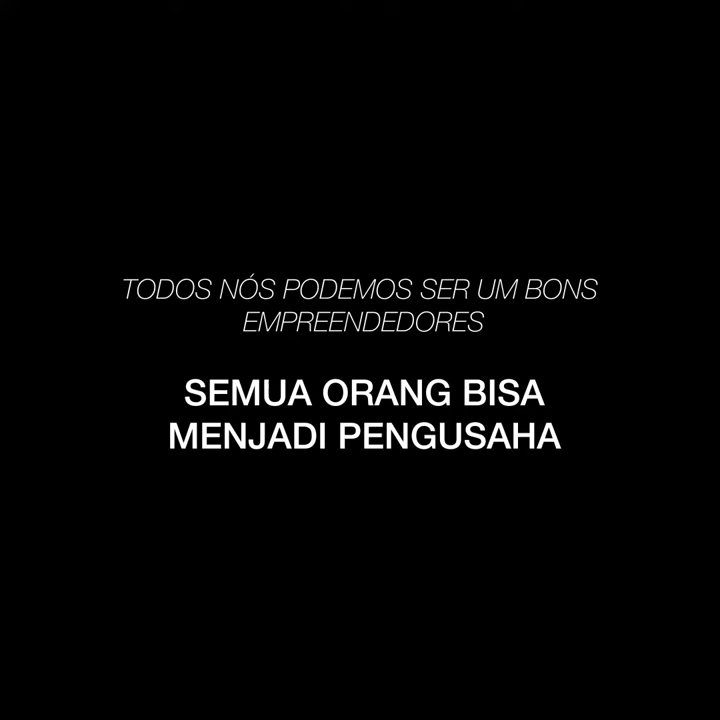 TODOS NÓS PODEMOS SER UM BONS
EMPREENDEDORES
SEMUA ORANG BISA
MENJADI PENGUSAHA